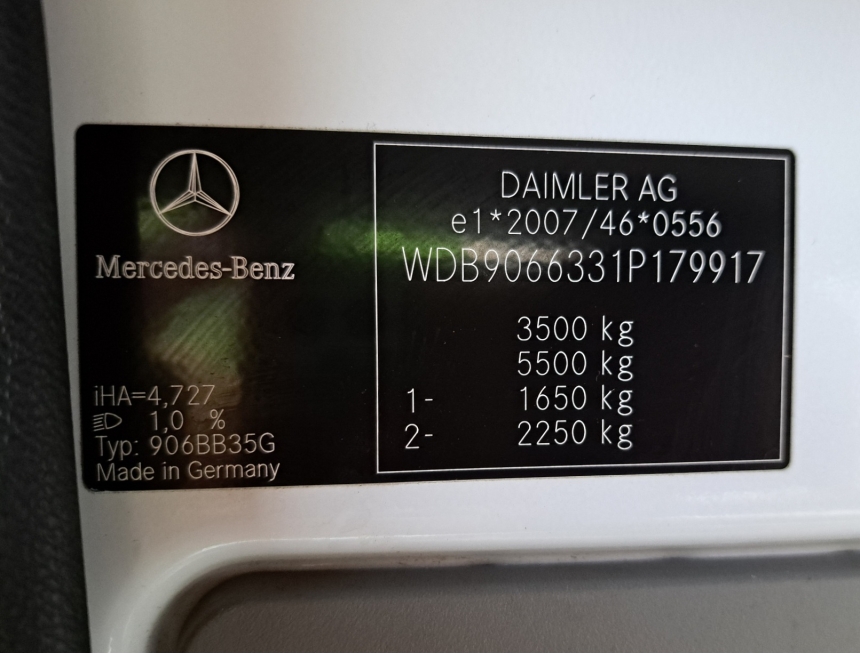 Mercedes-Benz
iHA=4,727
1,0 %
Typ: 906BB35G
Made in Germany
DAIMLER AG
e1*2007/46*0556
WDB9066331P179917
3500 kg
5500 kg
1- 1650 kg
2- 2250 kg